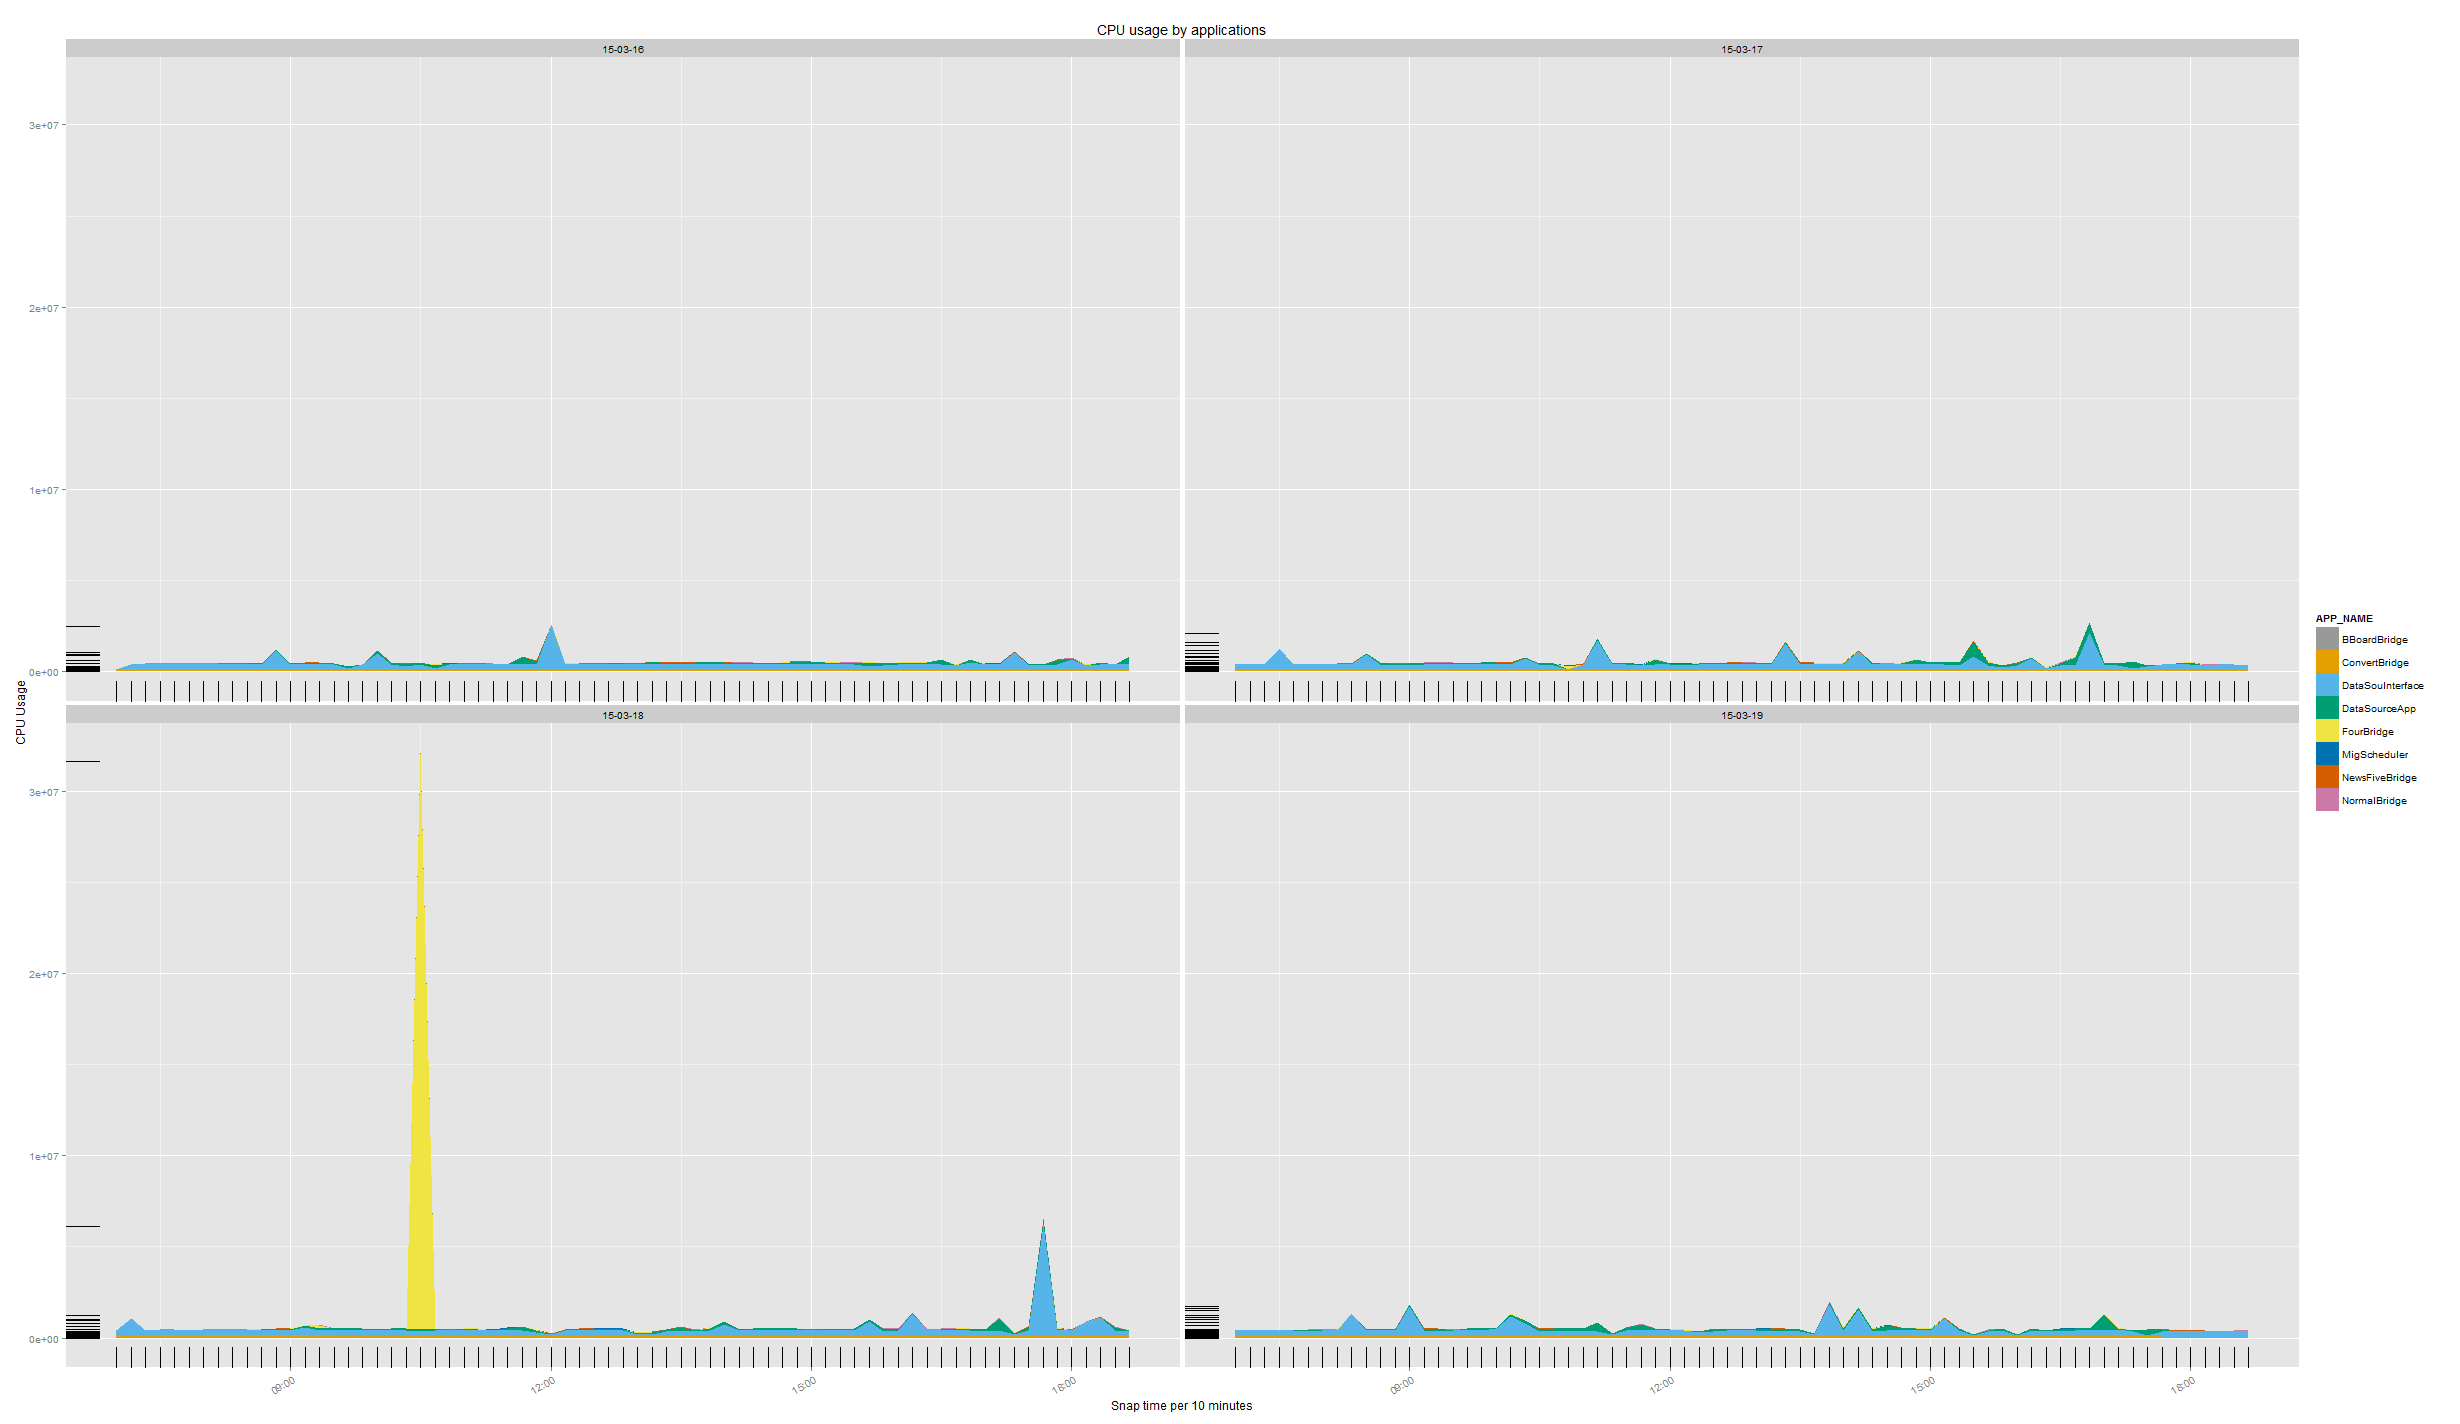 CPU usage by applications
15-03-16
15-03-17
3e+07
2e+07
1e+07
0e+00
CPU Usage
15-03-18
15-03-19
3e+07
2e+07
1e+07
0e+00
09:00
12:00
15:00
18:00
09:00
12:00
15:00
18:00
Snap time per 10 minutes
APP_NAME
BBoardBridge
ConvertBridge
DataSouInterface
DataSourceApp
FourBridge
MigScheduler
NewsFiveBridge
NormalBridge